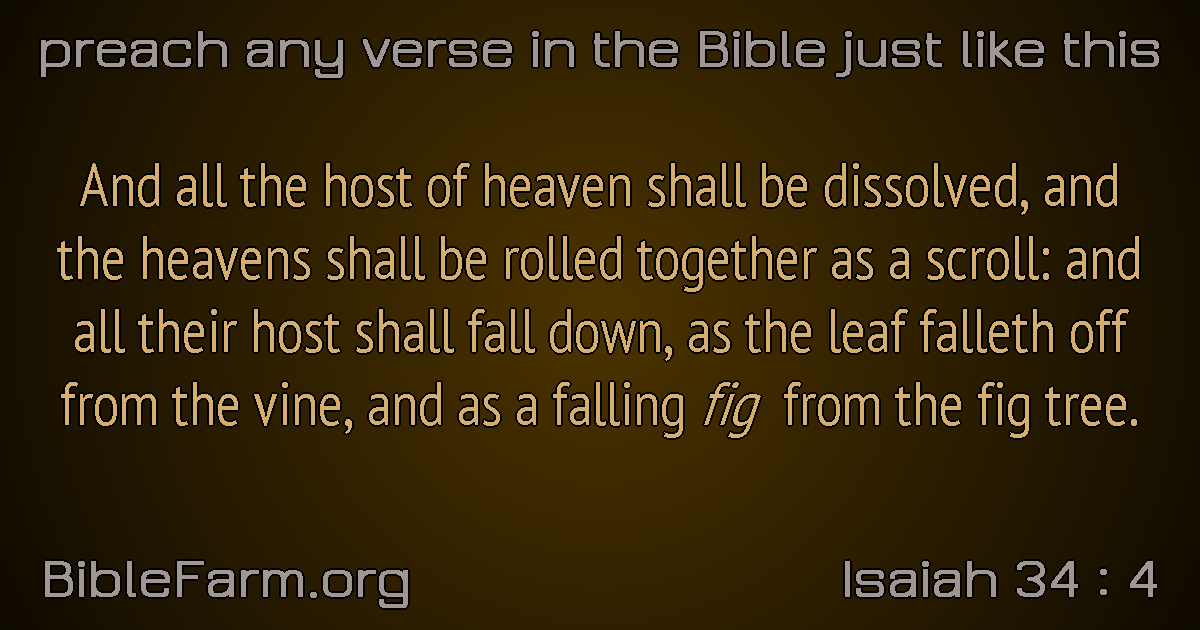 preach any verse in the Bible just like this
And all the host of heaven shall be dissolved, and
the heavens shall be rolled together as a scroll: and
all their host shall fall down, as the leaf falleth off
from the vine, and as a falling fig from the fig tree.
BibleFarm.org
Isaiah 34 : 4